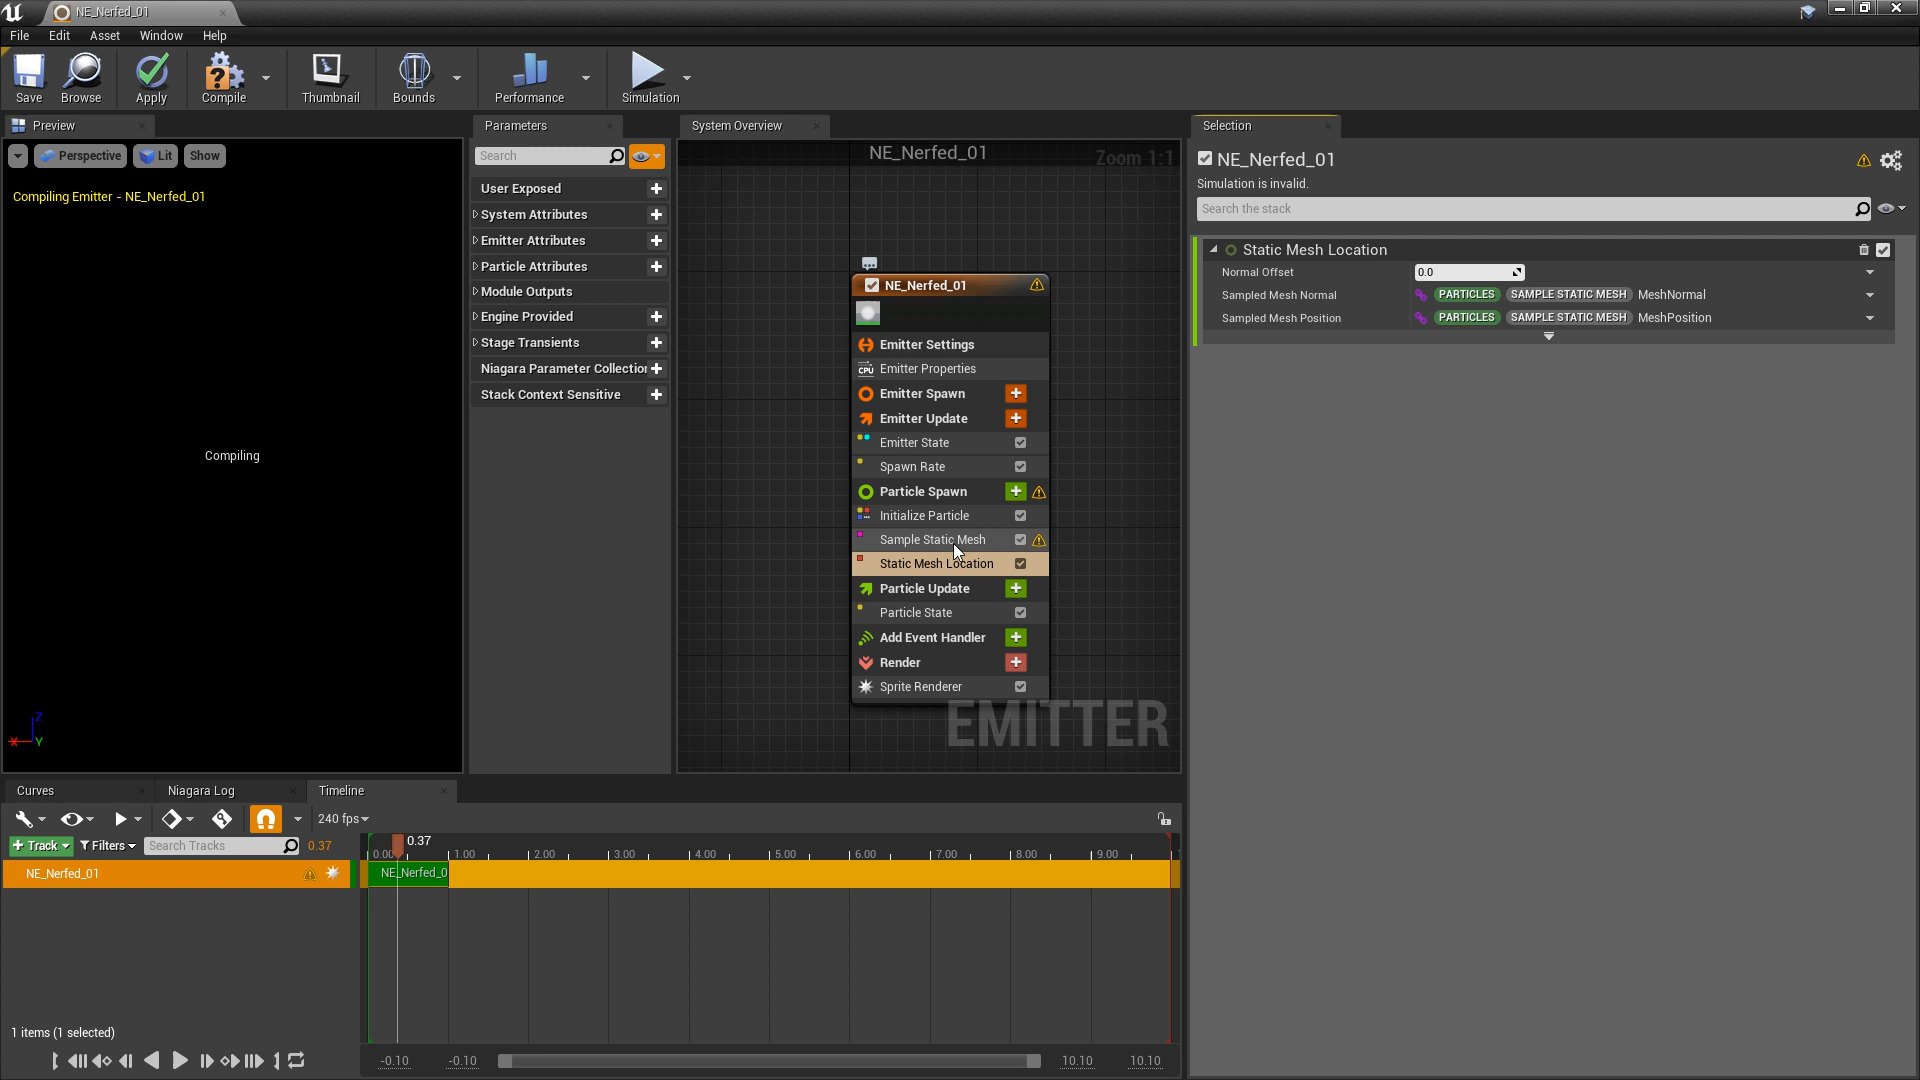 NE_Nerfed_01
File Edit Asset Window Help
Save Browse Apply Compile Thumbnail Bounds Performance Simulation
Preview
Perspective Lit Show
Compiling Emitter - NE_Nerfed_01
Compiling
Z
X Y
Parameters
Search
User Exposed
System Attributes
Emitter Attributes
Particle Attributes
Module Outputs
Engine Provided
Stage Transients
Niagara Parameter Collectio
Stack Context Sensitive
System Overview
NE_Nerfed_01
Zoom 1:1
NE_Nerfed_01
Emitter Settings
CPU Emitter Properties
Emitter Spawn
Emitter Update
Emitter State
Spawn Rate
Particle Spawn
Initialize Particle
Sample Static Mesh
Static Mesh Location
Particle Update
Particle State
Add Event Handler
Render
Sprite Renderer
EMITTER
Selection
NE_Nerfed_01
Simulation is invalid.
Search the stack
Static Mesh Location
Normal Offset 0.0
Sampled Mesh Normal PARTICLES SAMPLE STATIC MESH MeshNormal
Sampled Mesh Position PARTICLES SAMPLE STATIC MESH MeshPosition
Curves Niagara Log Timeline
240 fps
Track Filters Search Tracks 0.37
0.37
0.00 1.00 2.00 3.00 4.00 5.00 6.00 7.00 8.00 9.00
NE_Nerfed_01
NE_Nerfed_0
1 items (1 selected)
-0.10 -0.10 10.10 10.10